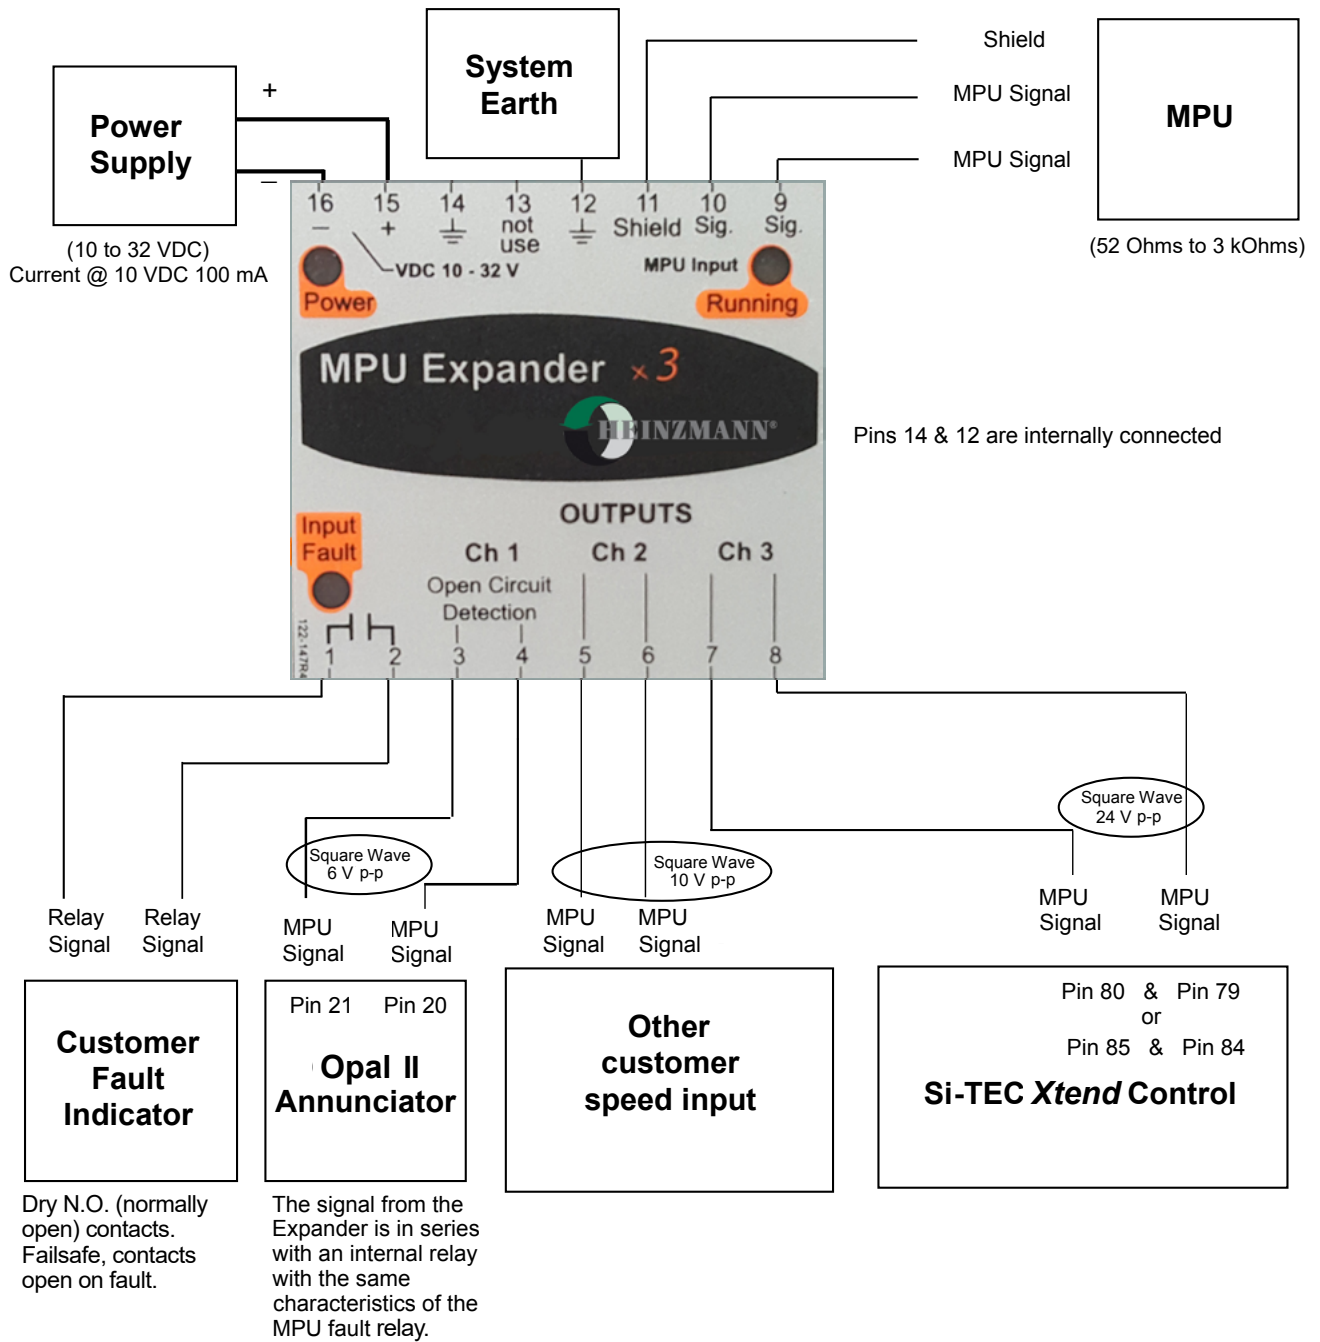 System
Earth
Shield
MPU Signal
MPU Signal
MPU
(52 Ohms to 3 kOhms)
+
Power
Supply
−
(10 to 32 VDC)
Current @ 10 VDC 100 mA
16 15 14 13 12 11 10 9
− + not use Shield Sig. Sig.
VDC 10 - 32 V
MPU Input
Power
Running
MPU Expander × 3
HEINZMANN®
Pins 14 & 12 are internally connected
OUTPUTS
Input
Fault
Ch 1 Ch 2 Ch 3
Open Circuit
Detection
122-147R4
1 2 3 4 5 6 7 8
Square Wave
24 V p-p
Square Wave
6 V p-p
Square Wave
10 V p-p
Relay
Signal
Relay
Signal
MPU
Signal
MPU
Signal
MPU
Signal
MPU
Signal
MPU
Signal
MPU
Signal
Customer
Fault
Indicator
Pin 21 Pin 20
Opal II
Annunciator
Other
customer
speed input
Pin 80 & Pin 79
or
Pin 85 & Pin 84
Si-TEC Xtend Control
Dry N.O. (normally
open) contacts.
Failsafe, contacts
open on fault.
The signal from the
Expander is in series
with an internal relay
with the same
characteristics of the
MPU fault relay.